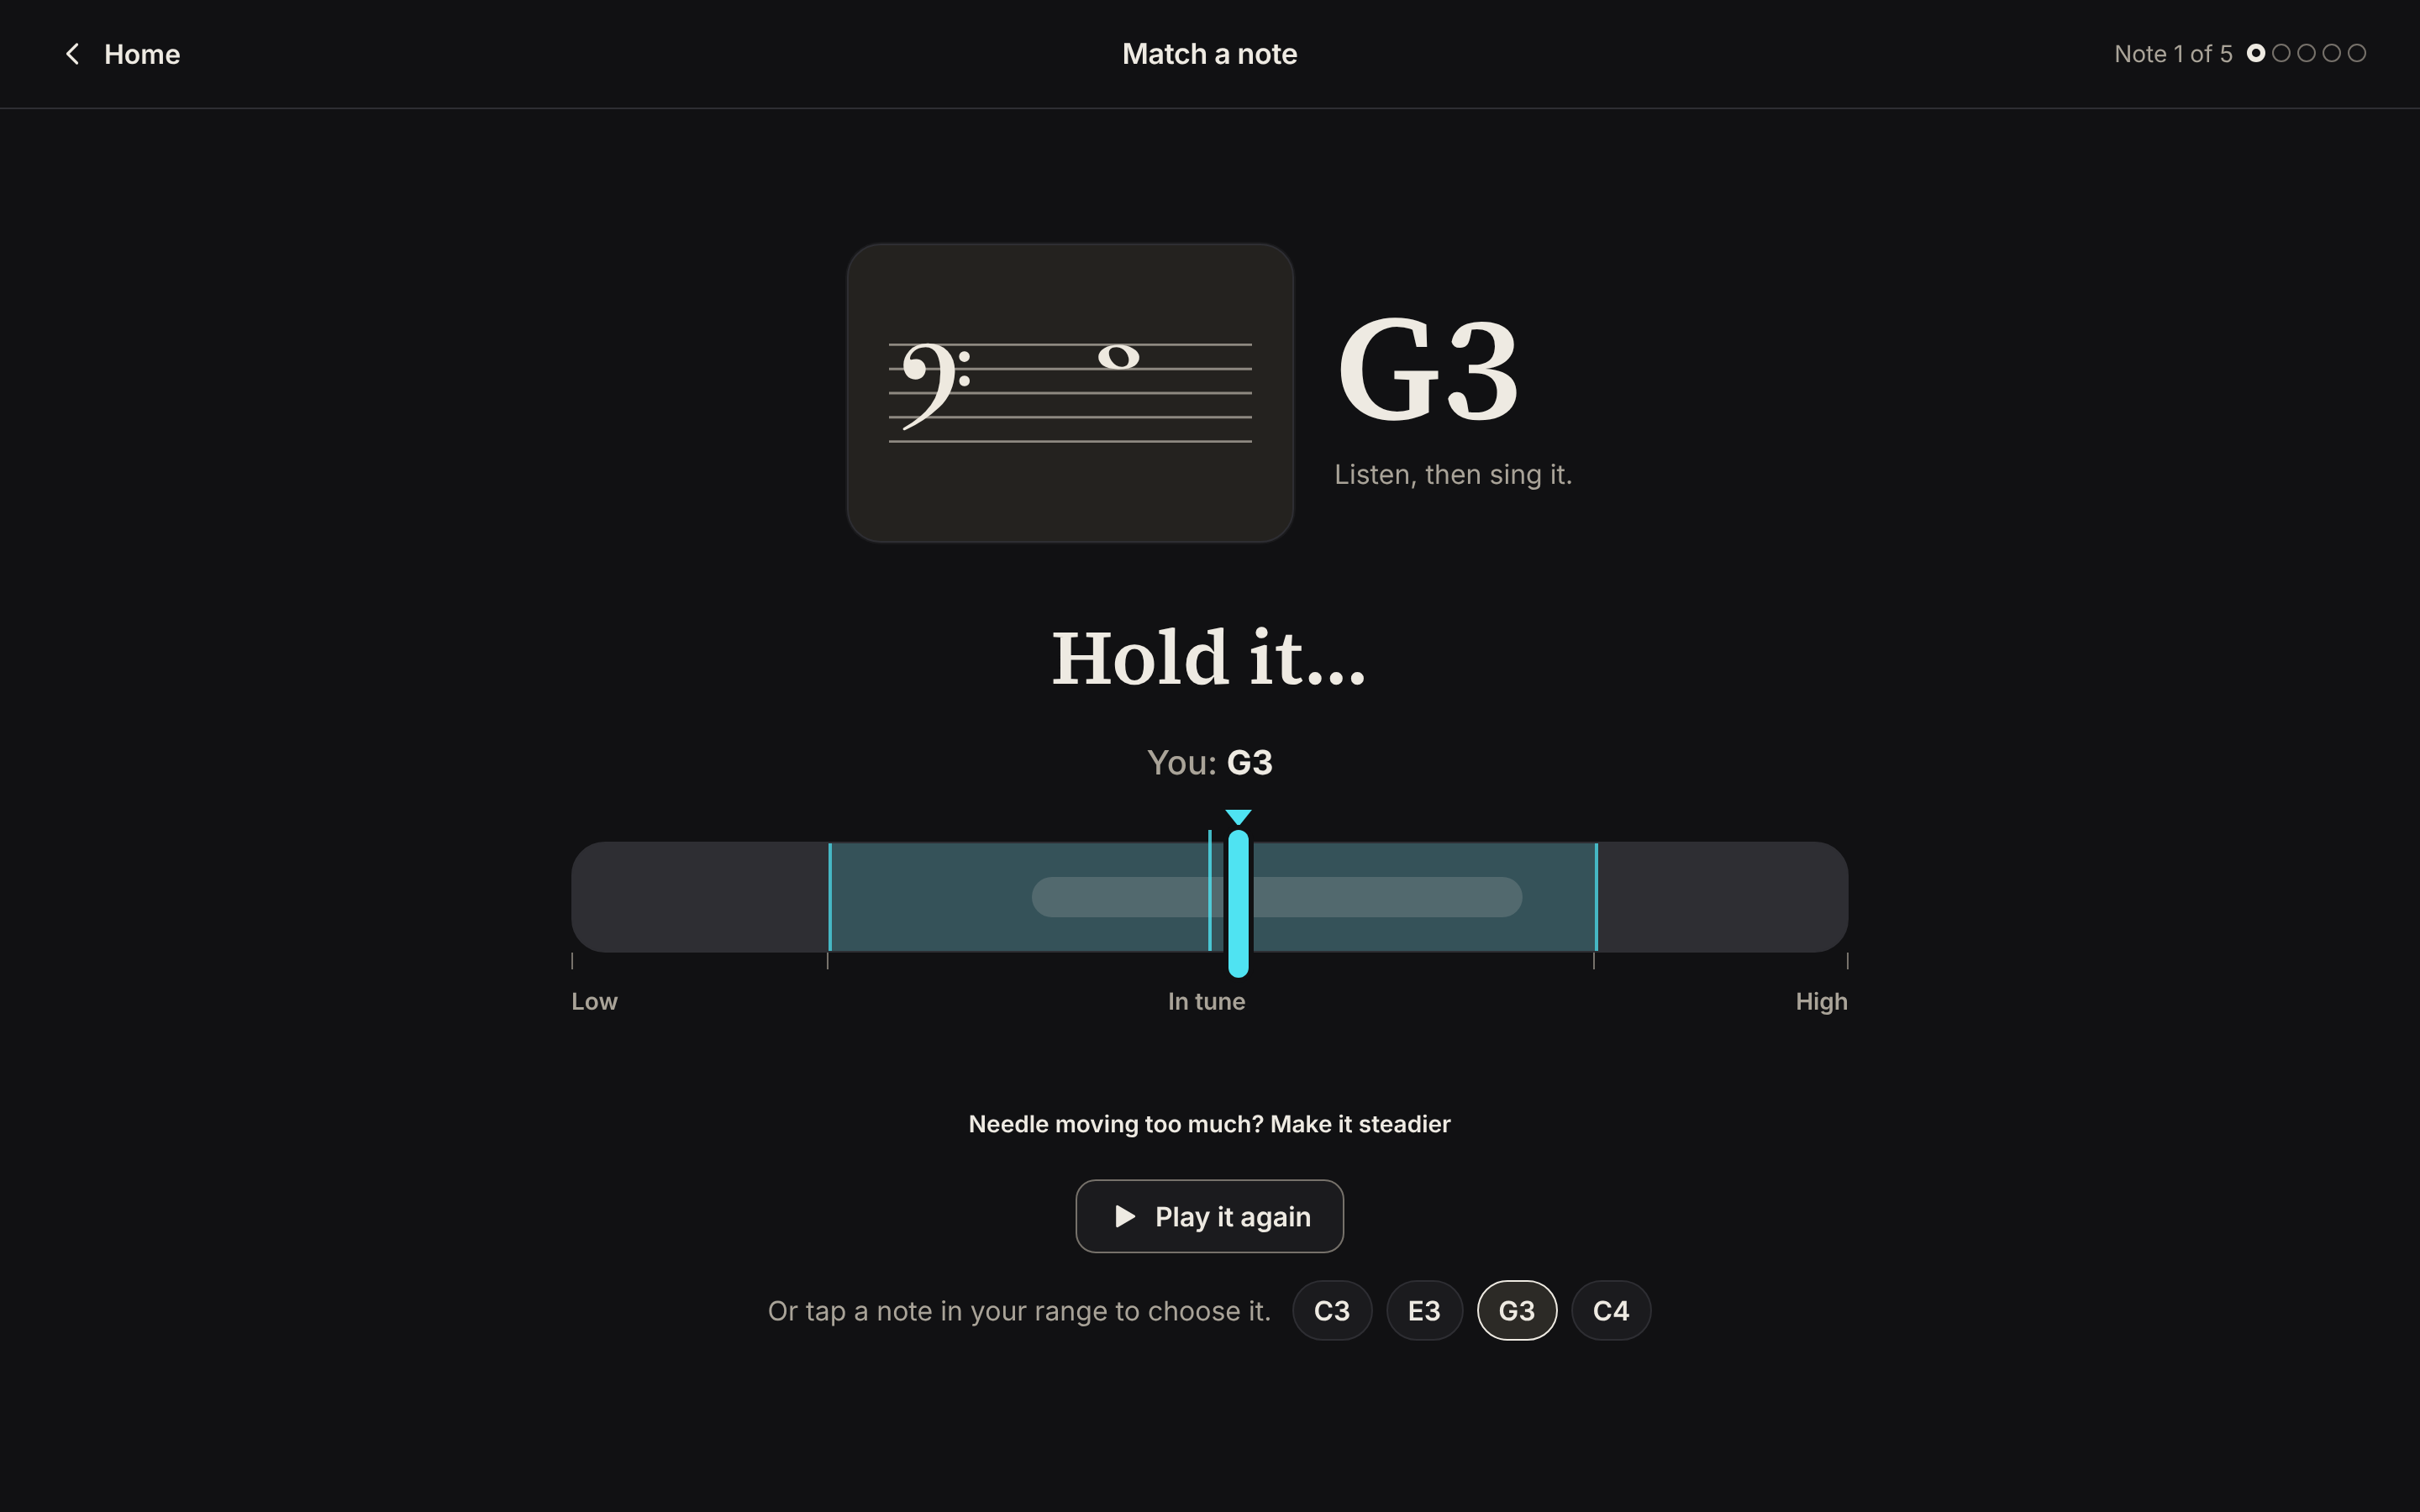 Home
Match a note
Note 1 of 5
G3
Listen, then sing it.
Hold it...
You: G3
Low
In tune
High
Needle moving too much? Make it steadier
Play it again
Or tap a note in your range to choose it.
C3
E3
G3
C4